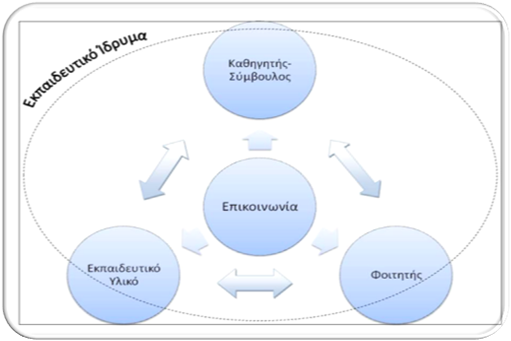 Εκπαιδευτικό Ίδρυμα
Καθηγητής-
Σύμβουλος
Επικοινωνία
Εκπαιδευτικό
Υλικό
Φοιτητής